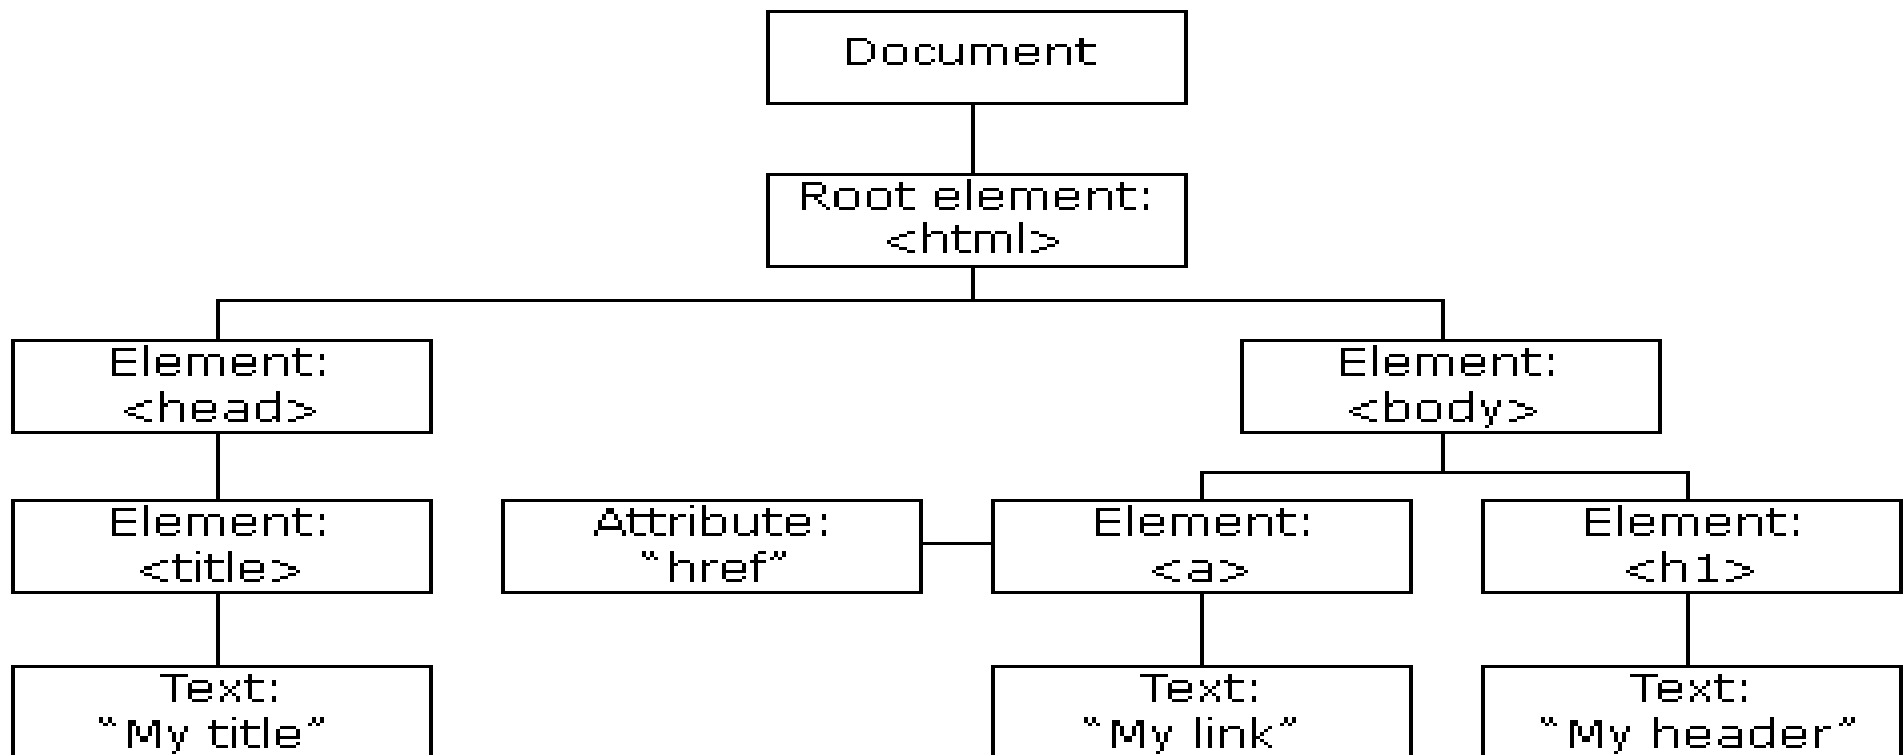 Document
Root element:
<html>
Element:
<head>
Element:
<body>
Element:
<title>
Attribute:
“href”
Element:
<a>
Element:
<h1>
Text:
“My title”
Text:
“My link”
Text:
“My header”